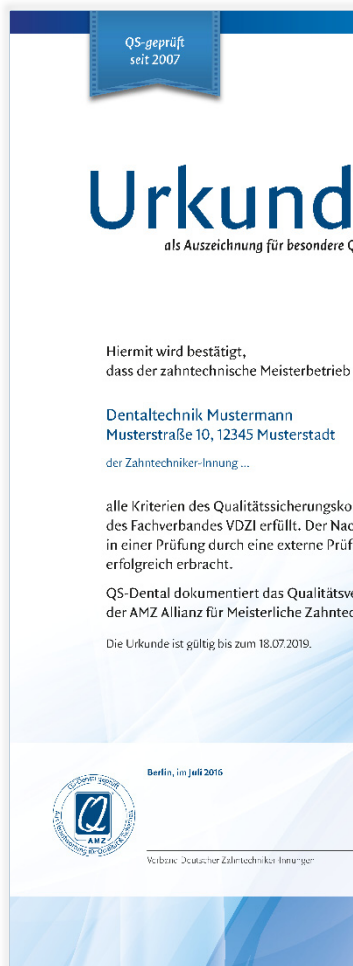 QS-geprüft
seit 2007
Urkund
als Auszeichnung für besondere Q
Hiermit wird bestätigt,
dass der zahntechnische Meisterbetrieb
Dentaltechnik Mustermann
Musterstraße 10, 12345 Musterstadt
der Zahntechniker-Innung ...
alle Kriterien des Qualitätssicherungsko
des Fachverbandes VDZI erfüllt. Der Nac
in einer Prüfung durch eine externe Prüf
erfolgreich erbracht.
QS-Dental dokumentiert das Qualitätsve
der AMZ Allianz für Meisterliche Zahntec
Die Urkunde ist gültig bis zum 18.07.2019.
Berlin, im Juli 2016
QS-Dental geprüft
Q
AMZ
Verband Deutscher Zahntechniker-Innungen